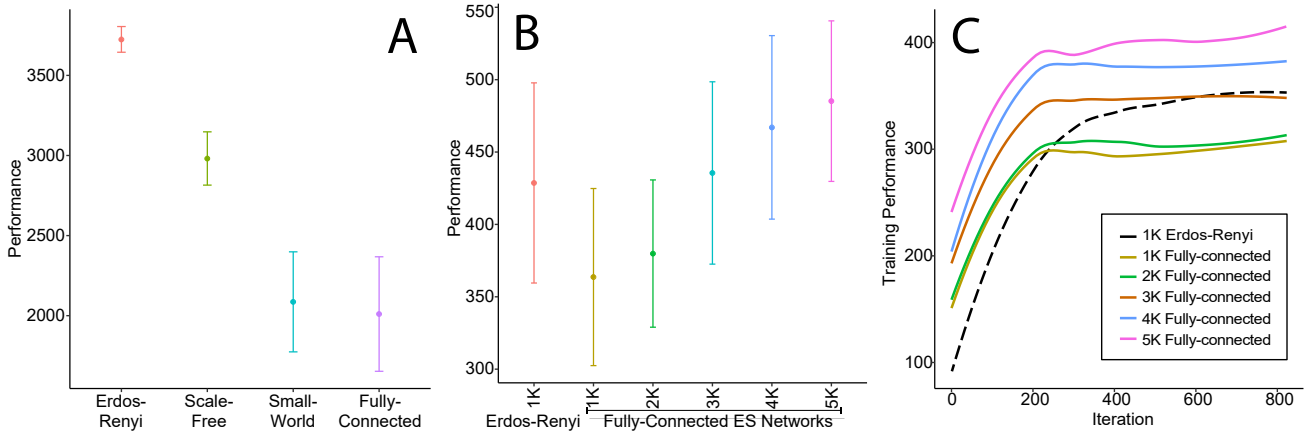 A
Performance
3500
3000
2500
2000
Erdos-
Renyi
Scale-
Free
Small-
World
Fully-
Connected
B
Performance
550
500
450
400
350
300
1K
1K
2K
3K
4K
5K
Erdos-Renyi
Fully-Connected ES Networks
C
Training Performance
400
300
200
100
1K Erdos-Renyi
1K Fully-connected
2K Fully-connected
3K Fully-connected
4K Fully-connected
5K Fully-connected
0
200
400
600
800
Iteration